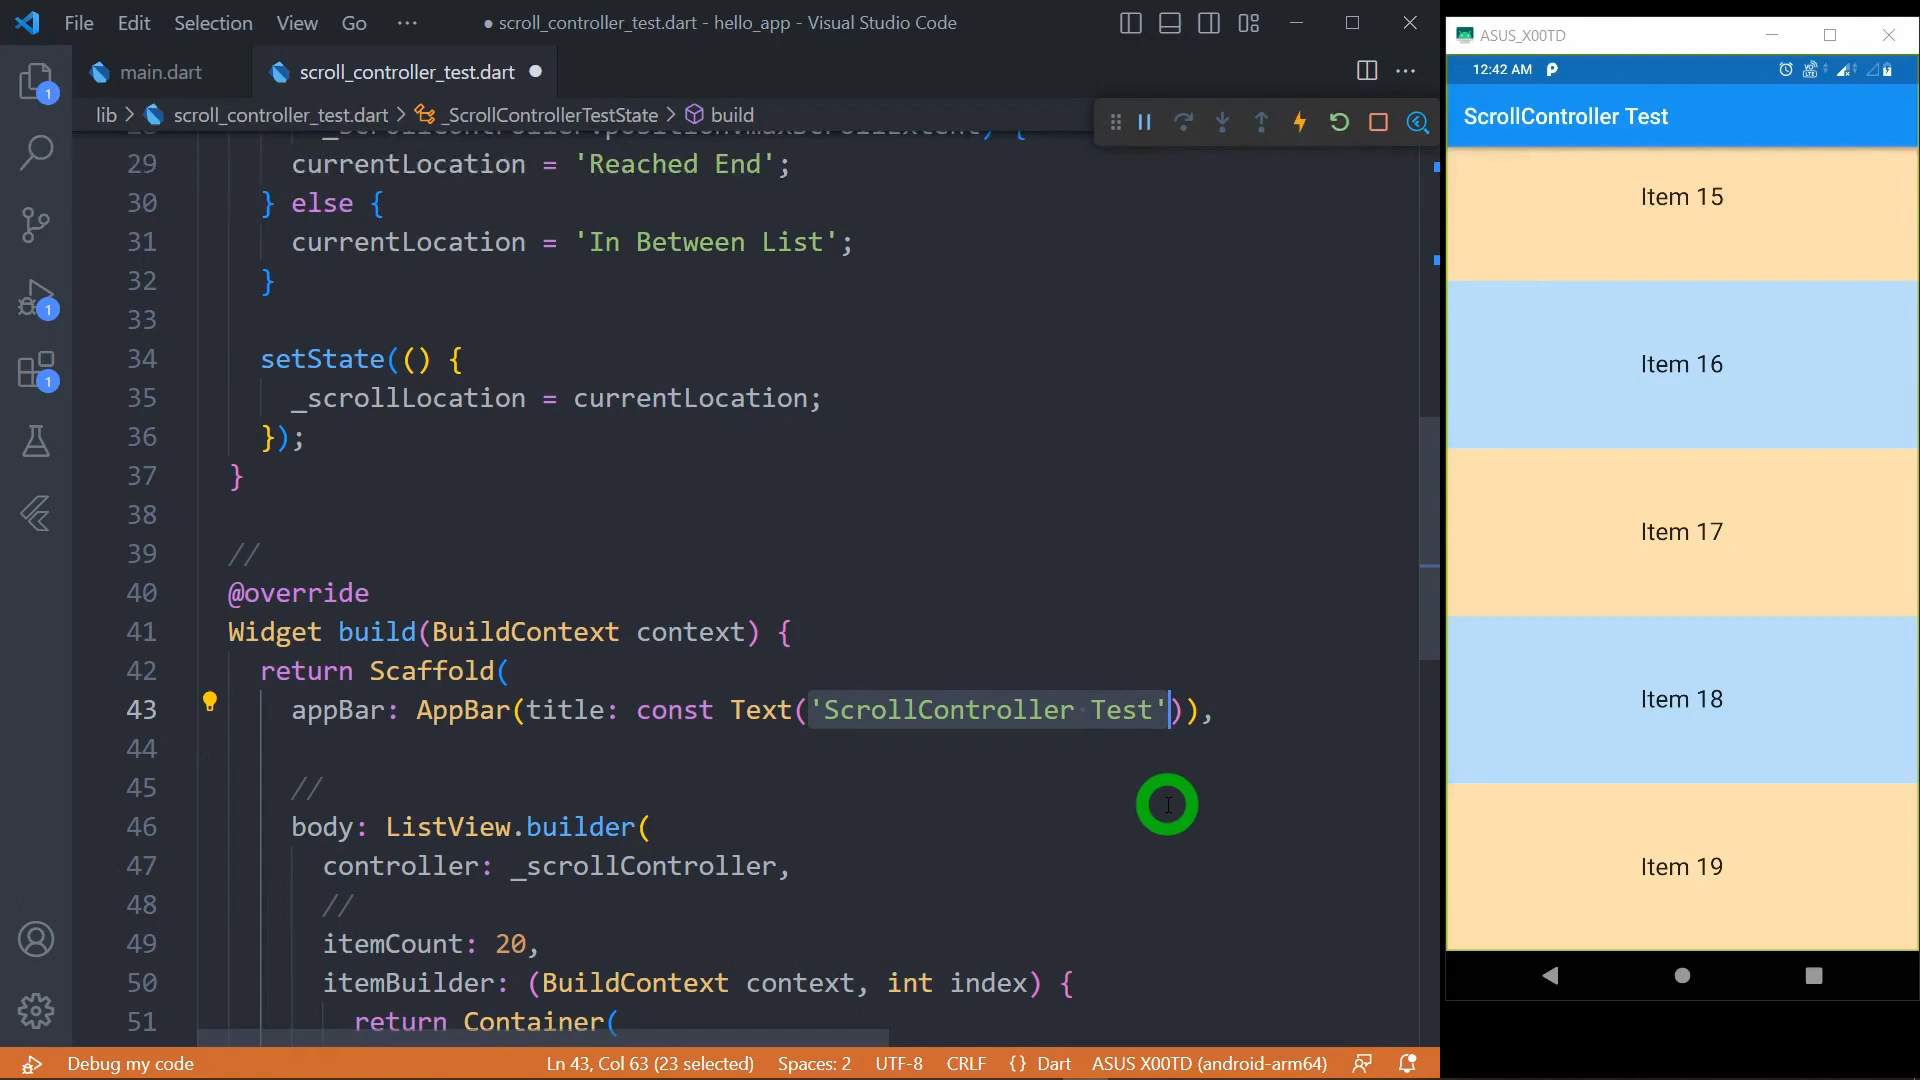 File Edit Selection View Go ··· ● scroll_controller_test.dart - hello_app - Visual Studio Code
main.dart scroll_controller_test.dart ●
lib > scroll_controller_test.dart > _ScrollControllerTestState > build
29 currentLocation = 'Reached End';
30 } else {
31 currentLocation = 'In Between List';
32 }
33
34 setState(() {
35 _scrollLocation = currentLocation;
36 });
37 }
38
39 //
40 @override
41 Widget build(BuildContext context) {
42 return Scaffold(
43 appBar: AppBar(title: const Text('ScrollController Test')),
44
45 //
46 body: ListView.builder(
47 controller: _scrollController,
48 //
49 itemCount: 20,
50 itemBuilder: (BuildContext context, int index) {
51 return Container(
1
1
1
Debug my code Ln 43, Col 63 (23 selected) Spaces: 2 UTF-8 CRLF {} Dart ASUS X00TD (android-arm64)
ASUS_X00TD
12:42 AM
ScrollController Test
Item 15
Item 16
Item 17
Item 18
Item 19